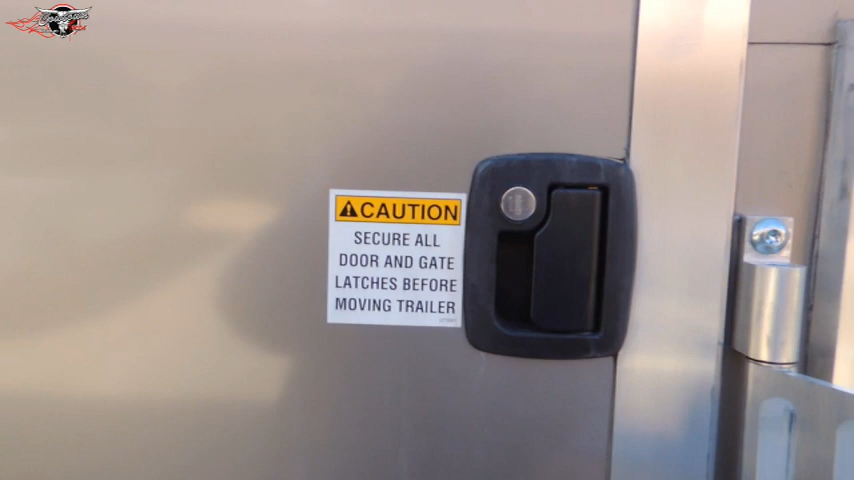 CAUTION
SECURE ALL
DOOR AND GATE
LATCHES BEFORE
MOVING TRAILER